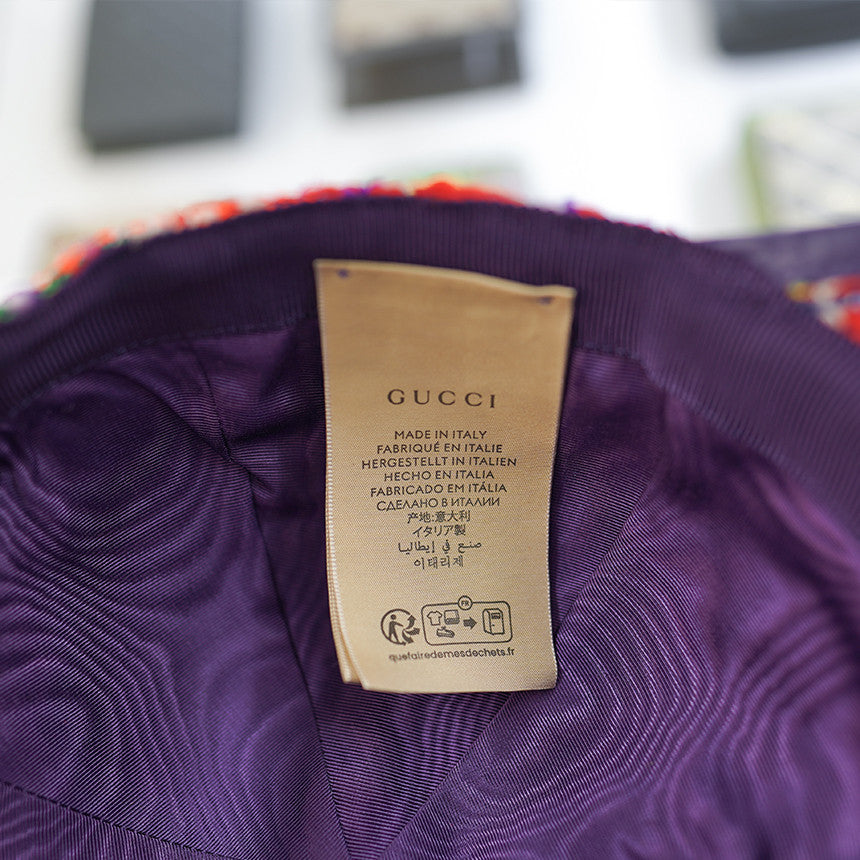 GUCCI
MADE IN ITALY
FABRIQUÉ EN ITALIE
HERGESTELLT IN ITALIEN
HECHO EN ITALIA
FABRICADO EM ITÁLIA
СДЕЛАНО В ИТАЛИИ
产地:意大利
イタリア製
صنع في إيطاليا
이태리제
FR
quefairedemesdechets.fr